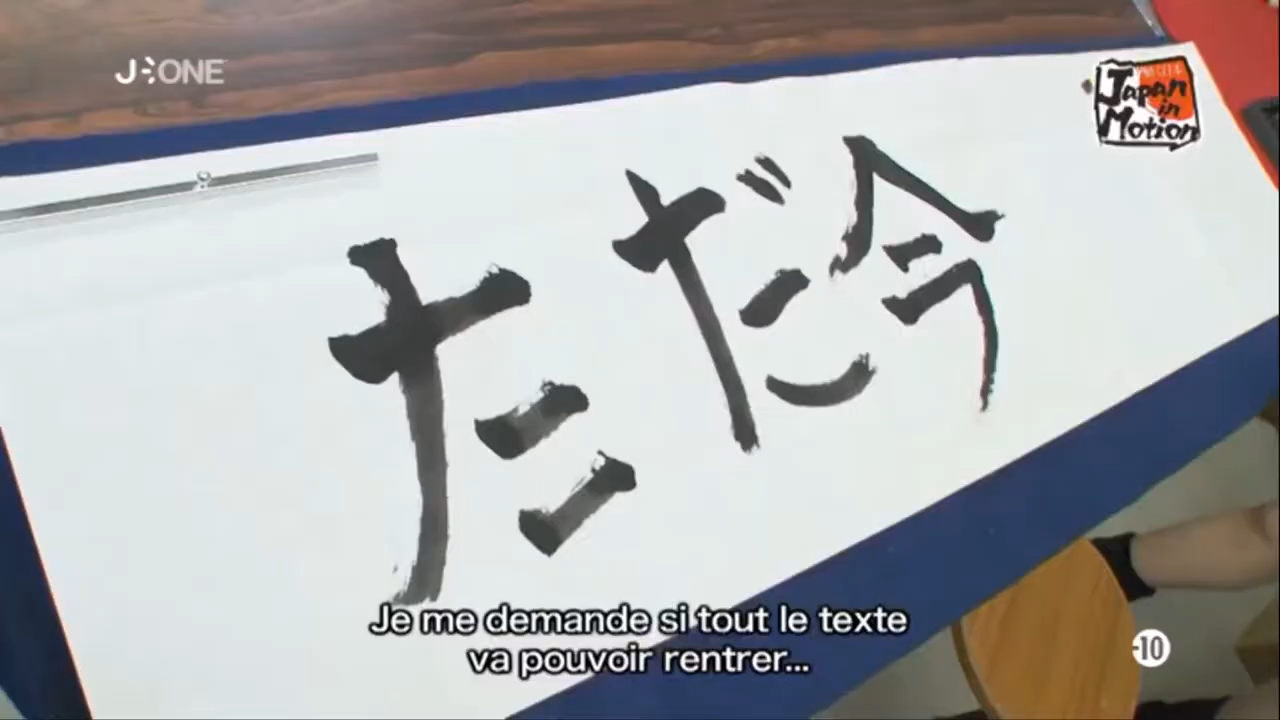 J-ONE
Japan
in
Motion
ただ今
Je me demande si tout le texte
va pouvoir rentrer...
-10